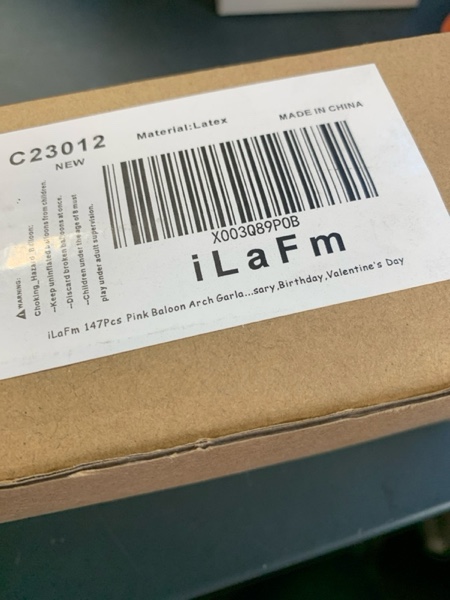 C23012
NEW
Material:Latex
MADE IN CHINA
X003Q89P0B
iLaFm
iLaFm 147Pcs Pink Baloon Arch Garla...sary,Birthday,Valentine's Day
WARNING:
Choking Hazard Balloon:
--Keep uninflated balloons from children.
--Discard broken balloons at once.
--Children under the age of 8 must
play under adult supervision.